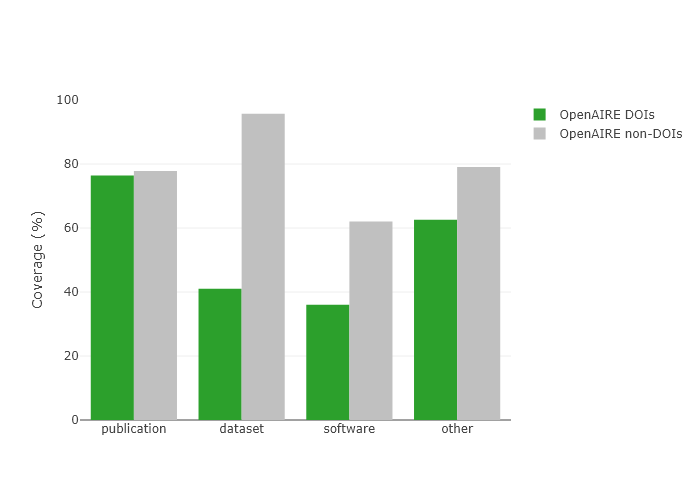 100
80
60
40
20
0
Coverage (%)
publication
dataset
software
other
OpenAIRE DOIs
OpenAIRE non-DOIs